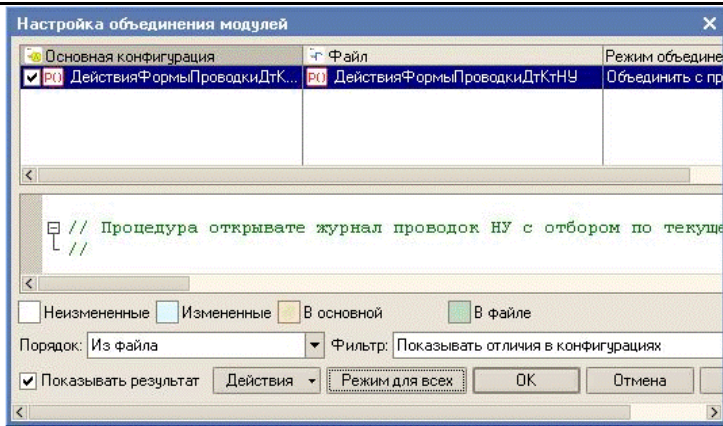 Настройка объединения модулей
Основная конфигурация Файл Режим объедине
P() ДействияФормыПроводкиДтК... P() ДействияФормыПроводкиДтКтНУ Объединить с пр
// Процедура открывате журнал проводок НУ с отбором по текуще
//
Неизмененные Измененные В основной В файле
Порядок: Из файла Фильтр: Показывать отличия в конфигурациях
Показывать результат Действия Режим для всех OK Отмена